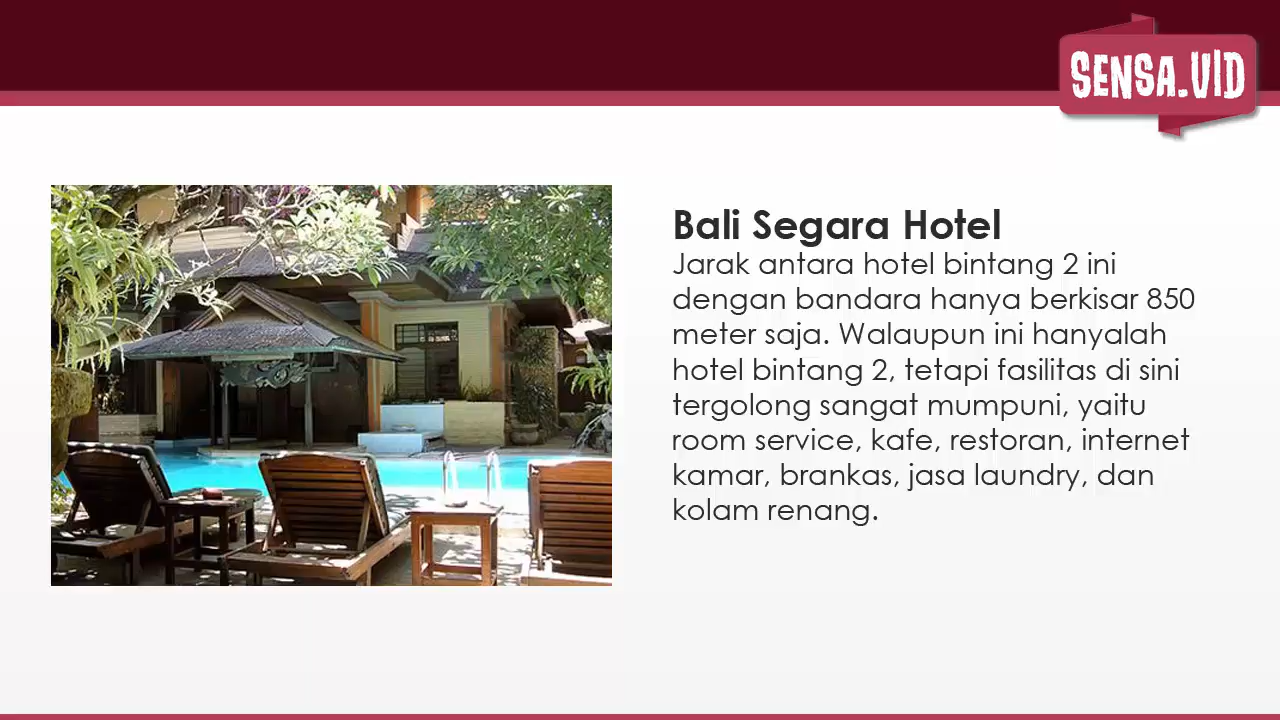 SENSA.VID
Bali Segara Hotel
Jarak antara hotel bintang 2 ini
dengan bandara hanya berkisar 850
meter saja. Walaupun ini hanyalah
hotel bintang 2, tetapi fasilitas di sini
tergolong sangat mumpuni, yaitu
room service, kafe, restoran, internet
kamar, brankas, jasa laundry, dan
kolam renang.